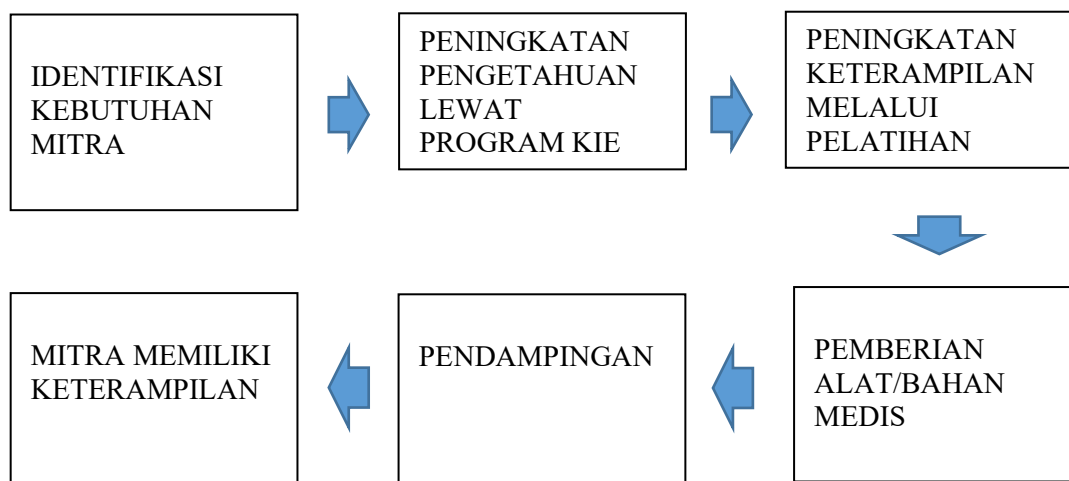 IDENTIFIKASI
KEBUTUHAN
MITRA
PENINGKATAN
PENGETAHUAN
LEWAT
PROGRAM KIE
PENINGKATAN
KETERAMPILAN
MELALUI
PELATIHAN
PEMBERIAN
ALAT/BAHAN
MEDIS
PENDAMPINGAN
MITRA MEMILIKI
KETERAMPILAN